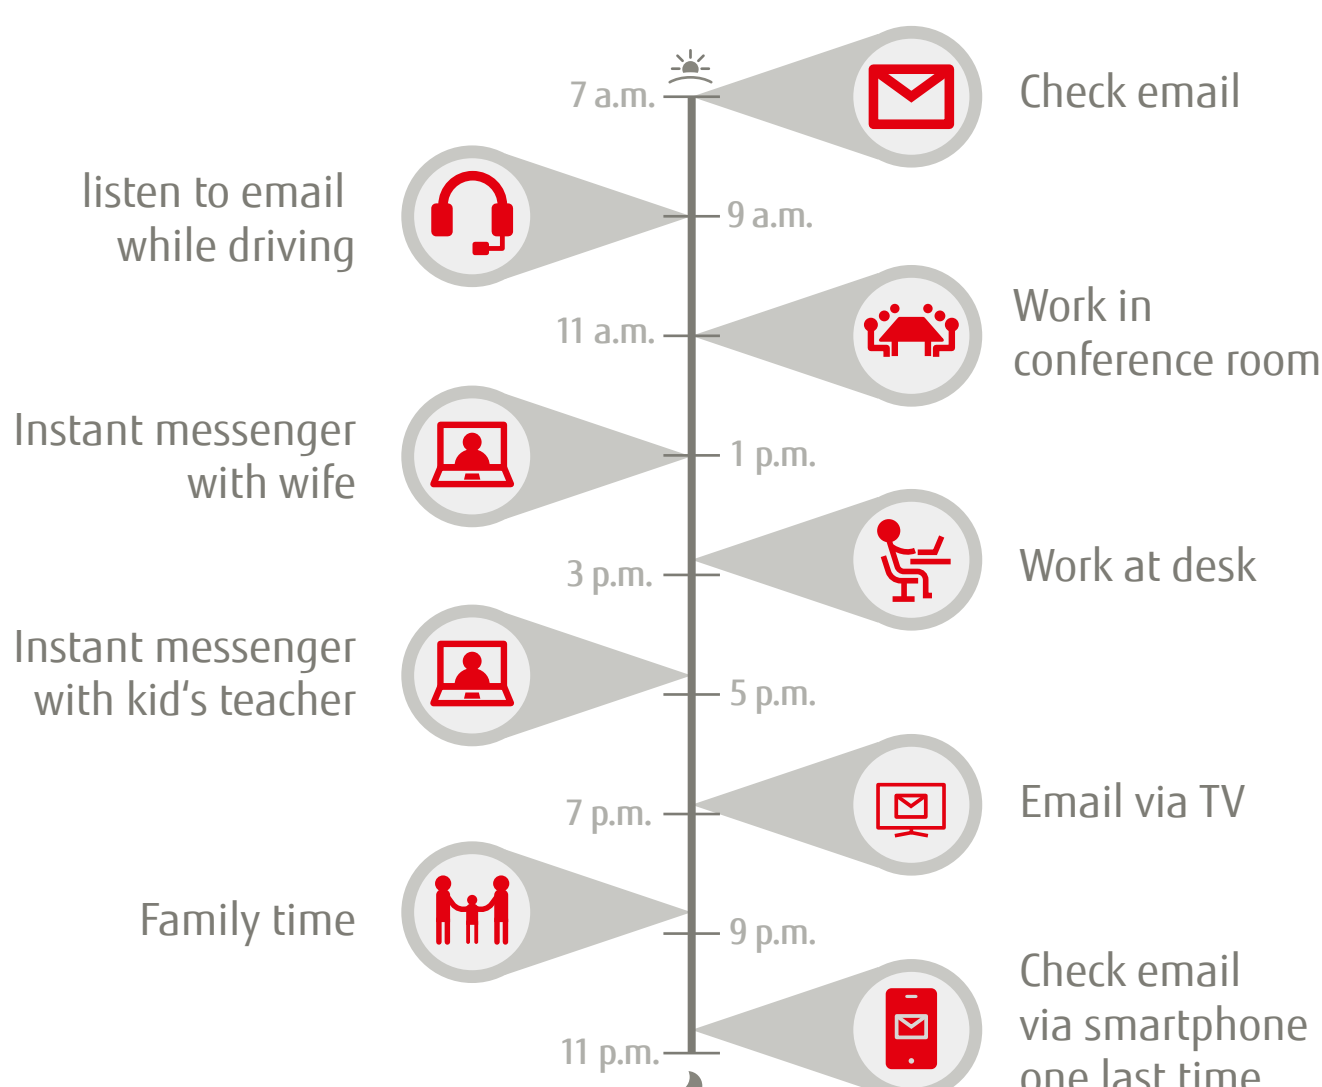 7 a.m.
Check email
listen to email
while driving
9 a.m.
11 a.m.
Work in
conference room
Instant messenger
with wife
1 p.m.
3 p.m.
Work at desk
Instant messenger
with kid‘s teacher
5 p.m.
7 p.m.
Email via TV
Family time
9 p.m.
11 p.m.
Check email
via smartphone
one last time